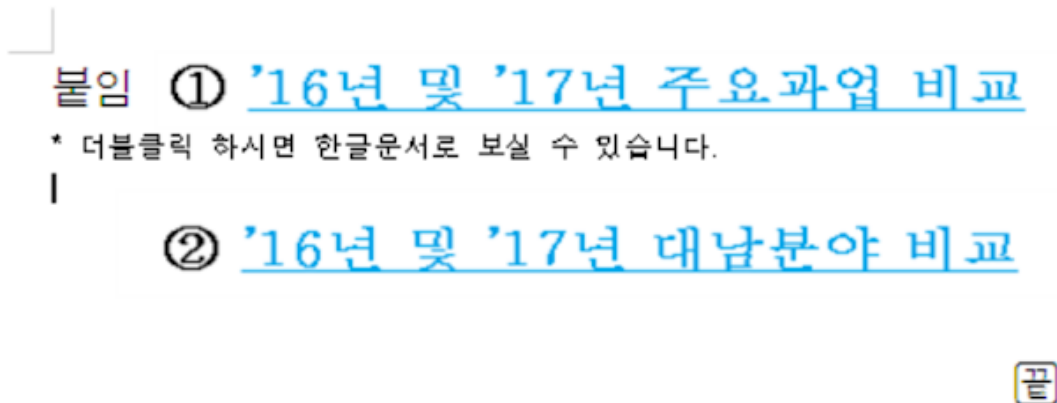 붙임 ① '16년 및 '17년 주요과업 비교
* 더블클릭 하시면 한글문서로 보실 수 있습니다.
② '16년 및 '17년 대남분야 비교
끝